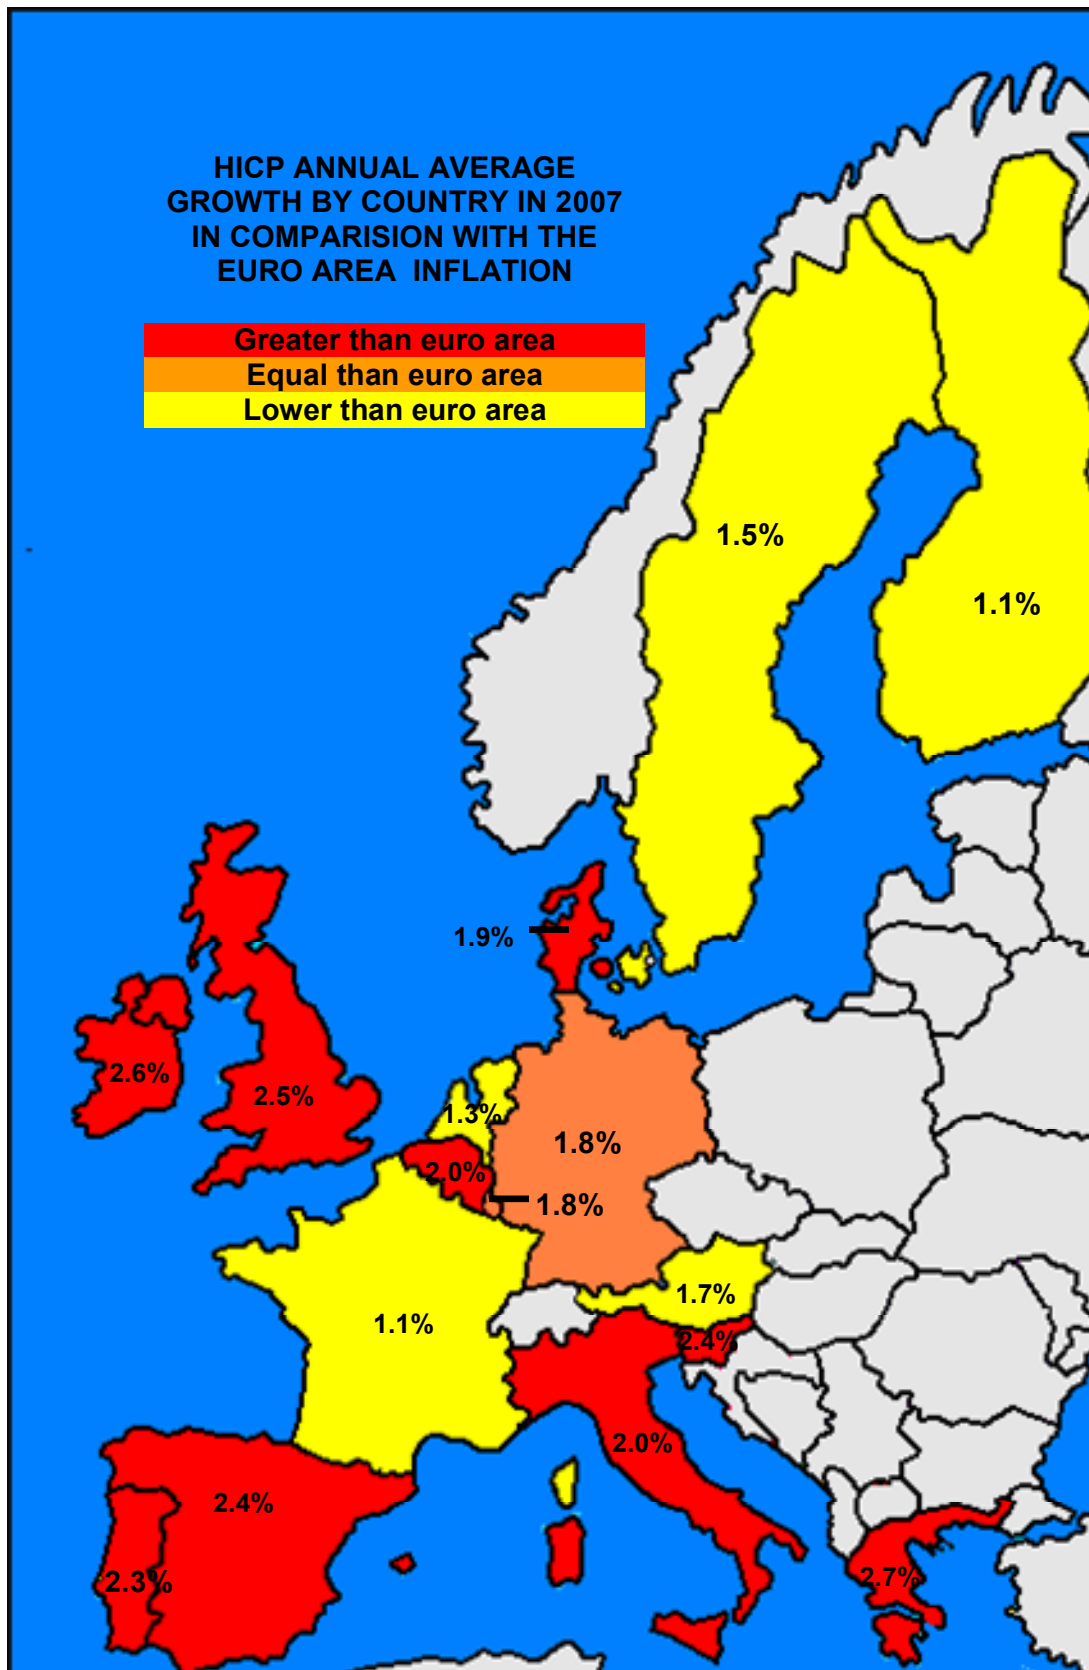 HICP ANNUAL AVERAGE
GROWTH BY COUNTRY IN 2007
IN COMPARISION WITH THE
EURO AREA  INFLATION
Greater than euro area
Equal than euro area
Lower than euro area
1.5%
1.1%
1.9%
2.6%
2.5%
1.3%
1.8%
2.0%
1.8%
1.7%
1.1%
2.4%
2.0%
2.4%
2.3%
2.7%